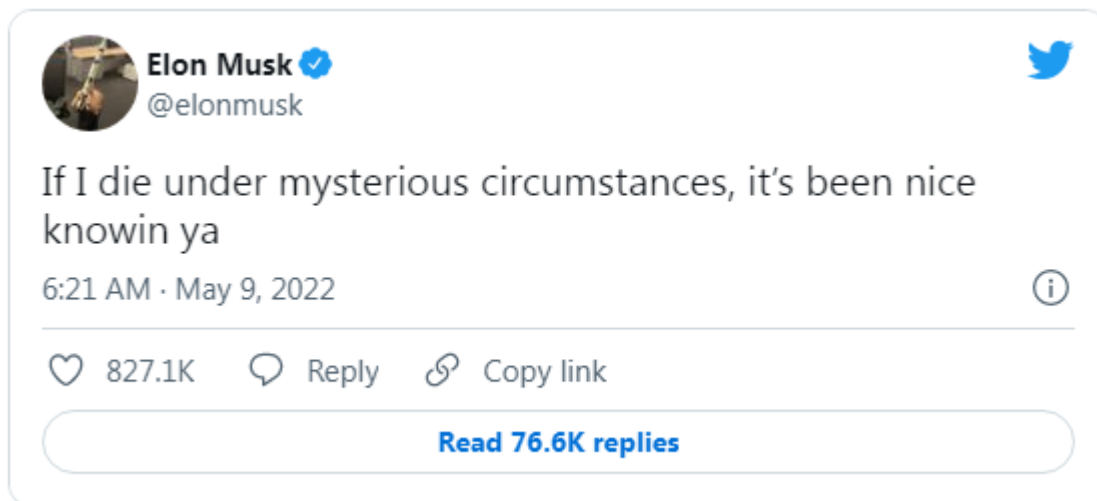 Elon Musk
@elonmusk
If I die under mysterious circumstances, it’s been nice
knowin ya
6:21 AM · May 9, 2022
827.1K Reply Copy link
Read 76.6K replies